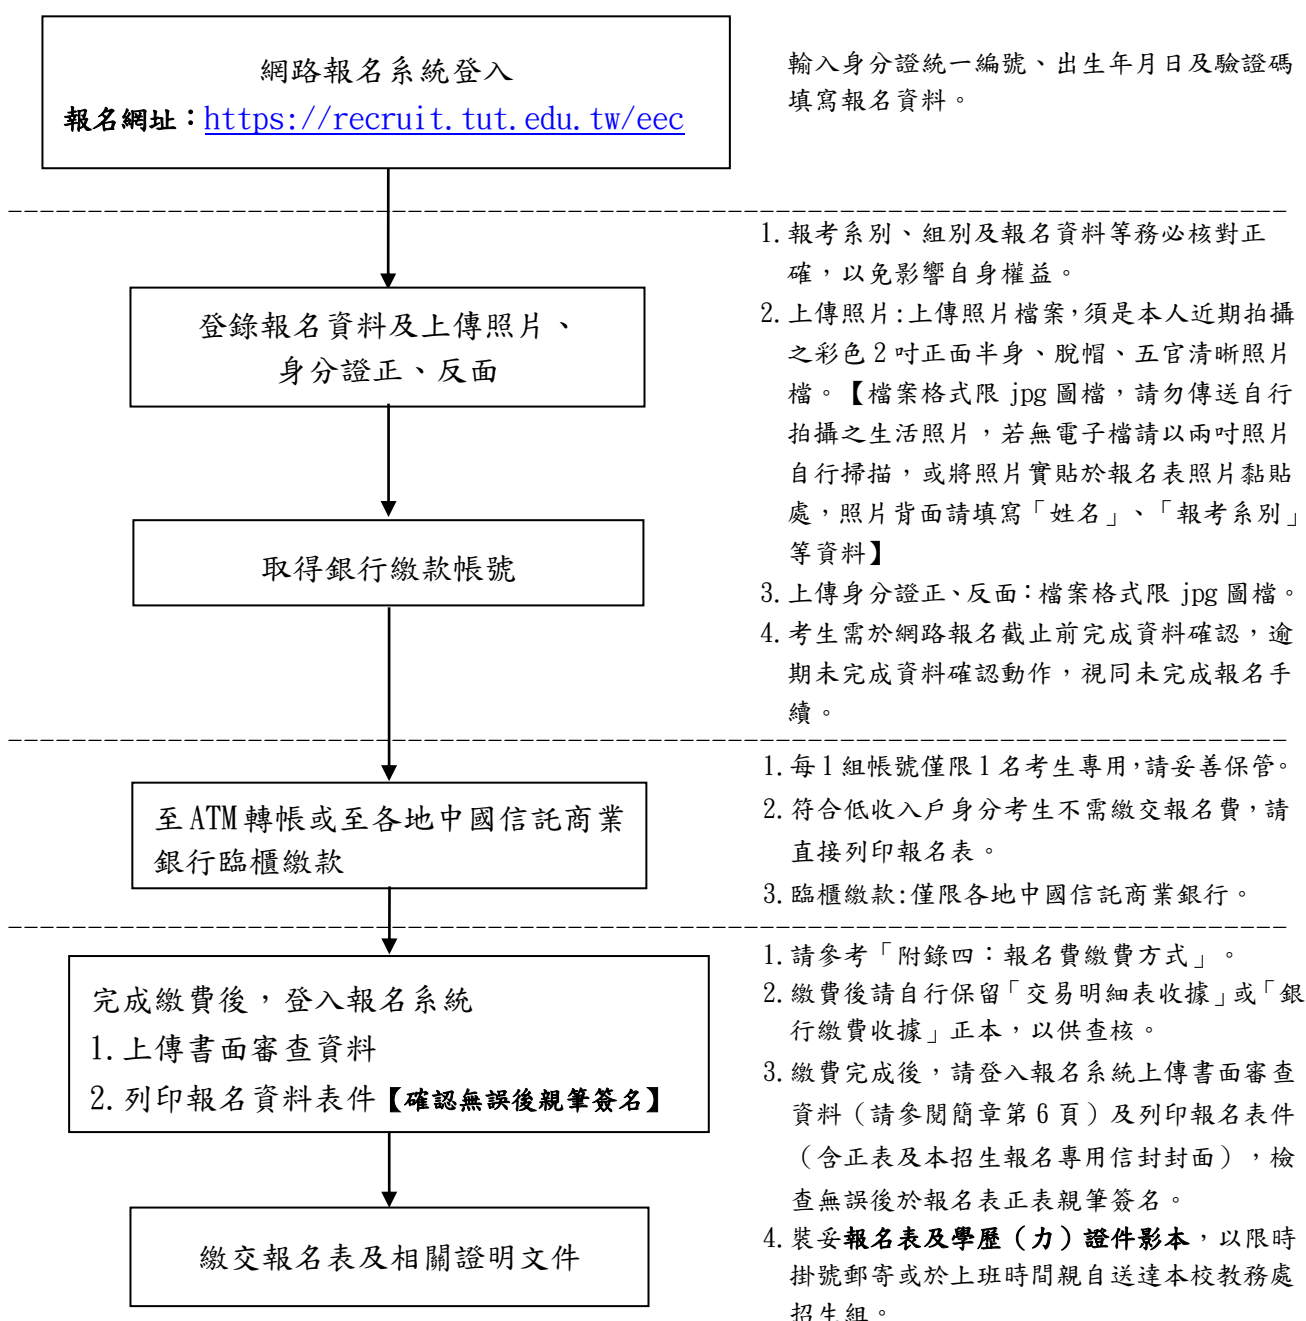 網路報名系統登入
報名網址：https://recruit.tut.edu.tw/eec
輸入身分證統一編號、出生年月日及驗證碼
填寫報名資料。
登錄報名資料及上傳照片、
身分證正、反面
取得銀行繳款帳號
1.報考系別、組別及報名資料等務必核對正
確，以免影響自身權益。
2.上傳照片:上傳照片檔案，須是本人近期拍攝
之彩色2吋正面半身、脫帽、五官清晰照片
檔。【檔案格式限 jpg 圖檔，請勿傳送自行
拍攝之生活照片，若無電子檔請以兩吋照片
自行掃描，或將照片實貼於報名表照片黏貼
處，照片背面請填寫「姓名」、「報考系別」
等資料】
3.上傳身分證正、反面：檔案格式限 jpg 圖檔。
4.考生需於網路報名截止前完成資料確認，逾
期未完成資料確認動作，視同未完成報名手
續。
至ATM轉帳或至各地中國信託商業
銀行臨櫃繳款
1.每1組帳號僅限1名考生專用，請妥善保管。
2.符合低收入戶身分考生不需繳交報名費，請
直接列印報名表。
3.臨櫃繳款:僅限各地中國信託商業銀行。
完成繳費後，登入報名系統
1.上傳書面審查資料
2.列印報名資料表件【確認無誤後親筆簽名】
繳交報名表及相關證明文件
1.請參考「附錄四：報名費繳費方式」。
2.繳費後請自行保留「交易明細表收據」或「銀
行繳費收據」正本，以供查核。
3.繳費完成後，請登入報名系統上傳書面審查
資料（請參閱簡章第6頁）及列印報名表件
（含正表及本招生報名專用信封封面），檢
查無誤後於報名表正表親筆簽名。
4.裝妥報名表及學歷（力）證件影本，以限時
掛號郵寄或於上班時間親自送達本校教務處
招生組。